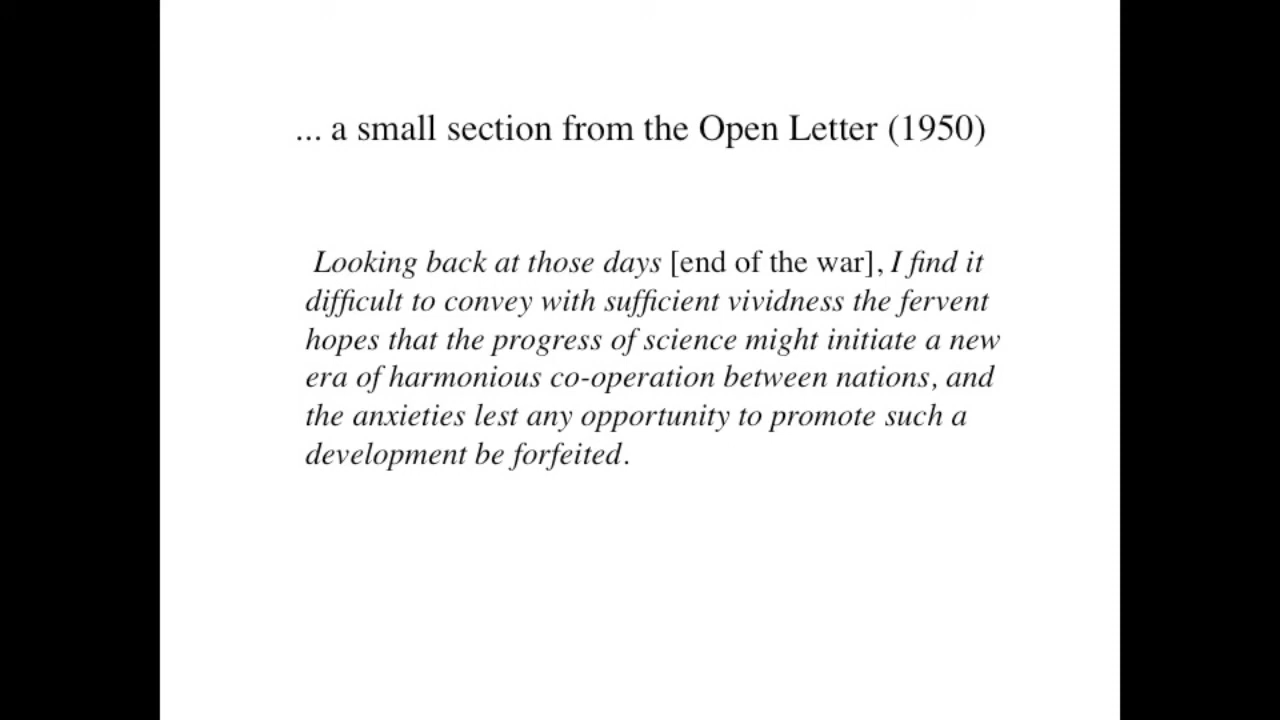 ... a small section from the Open Letter (1950)
Looking back at those days [end of the war], I find it
difficult to convey with sufficient vividness the fervent
hopes that the progress of science might initiate a new
era of harmonious co-operation between nations, and
the anxieties lest any opportunity to promote such a
development be forfeited.